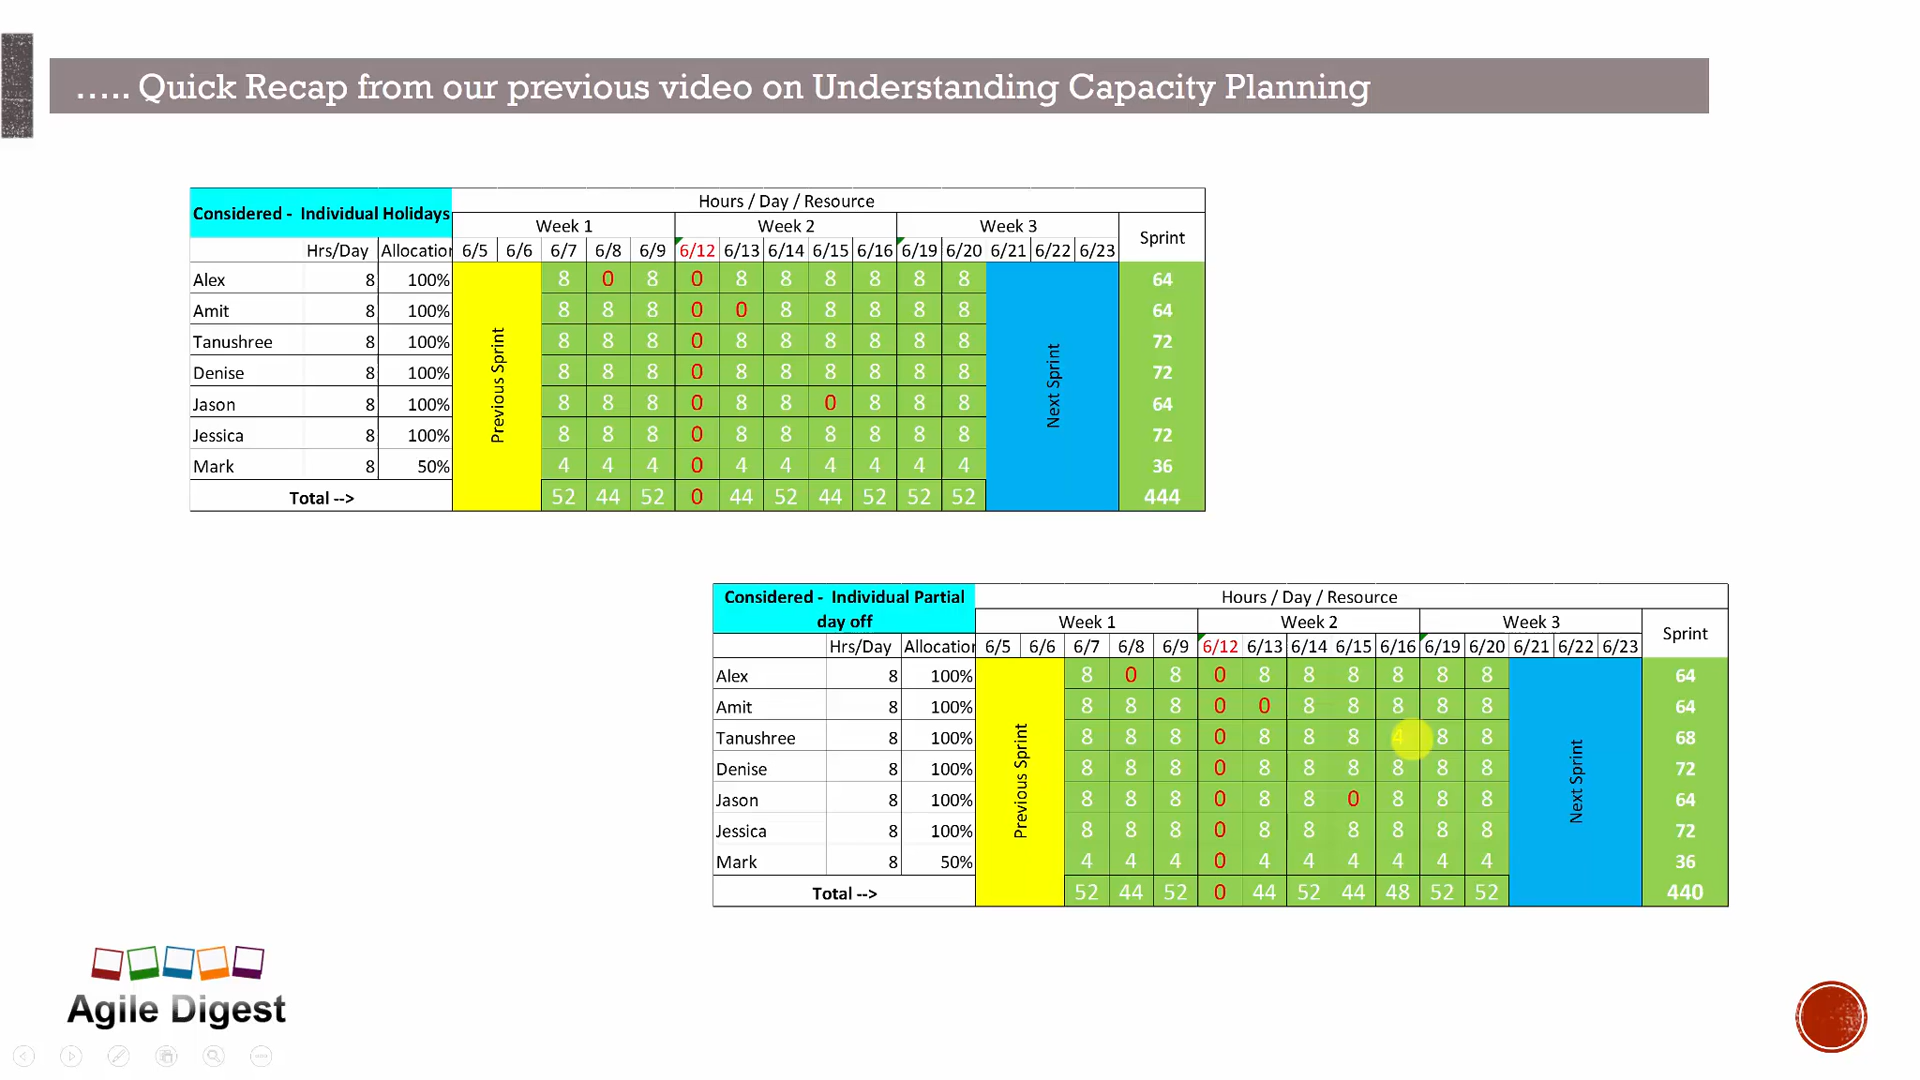 ….. Quick Recap from our previous video on Understanding Capacity Planning
Considered - Individual Holidays Hours / Day / Resource
Week 1 Week 2 Week 3 Sprint
Hrs/Day Allocation 6/5 6/6 6/7 6/8 6/9 6/12 6/13 6/14 6/15 6/16 6/19 6/20 6/21 6/22 6/23
Previous Sprint
Next Sprint
Alex 8 100% 8 0 8 0 8 8 8 8 8 8 64
Amit 8 100% 8 8 8 0 0 8 8 8 8 8 64
Tanushree 8 100% 8 8 8 0 8 8 8 8 8 8 72
Denise 8 100% 8 8 8 0 8 8 8 8 8 8 72
Jason 8 100% 8 8 8 0 8 8 0 8 8 8 64
Jessica 8 100% 8 8 8 0 8 8 8 8 8 8 72
Mark 8 50% 4 4 4 0 4 4 4 4 4 4 36
Total --> 52 44 52 0 44 52 44 52 52 52 444
Considered - Individual Partial
day off
Hours / Day / Resource
Week 1 Week 2 Week 3 Sprint
Hrs/Day Allocation 6/5 6/6 6/7 6/8 6/9 6/12 6/13 6/14 6/15 6/16 6/19 6/20 6/21 6/22 6/23
Previous Sprint
Next Sprint
Alex 8 100% 8 0 8 0 8 8 8 8 8 8 64
Amit 8 100% 8 8 8 0 0 8 8 8 8 8 64
Tanushree 8 100% 8 8 8 0 8 8 8 4 8 8 68
Denise 8 100% 8 8 8 0 8 8 8 8 8 8 72
Jason 8 100% 8 8 8 0 8 8 0 8 8 8 64
Jessica 8 100% 8 8 8 0 8 8 8 8 8 8 72
Mark 8 50% 4 4 4 0 4 4 4 4 4 4 36
Total --> 52 44 52 0 44 52 44 48 52 52 440
Agile Digest